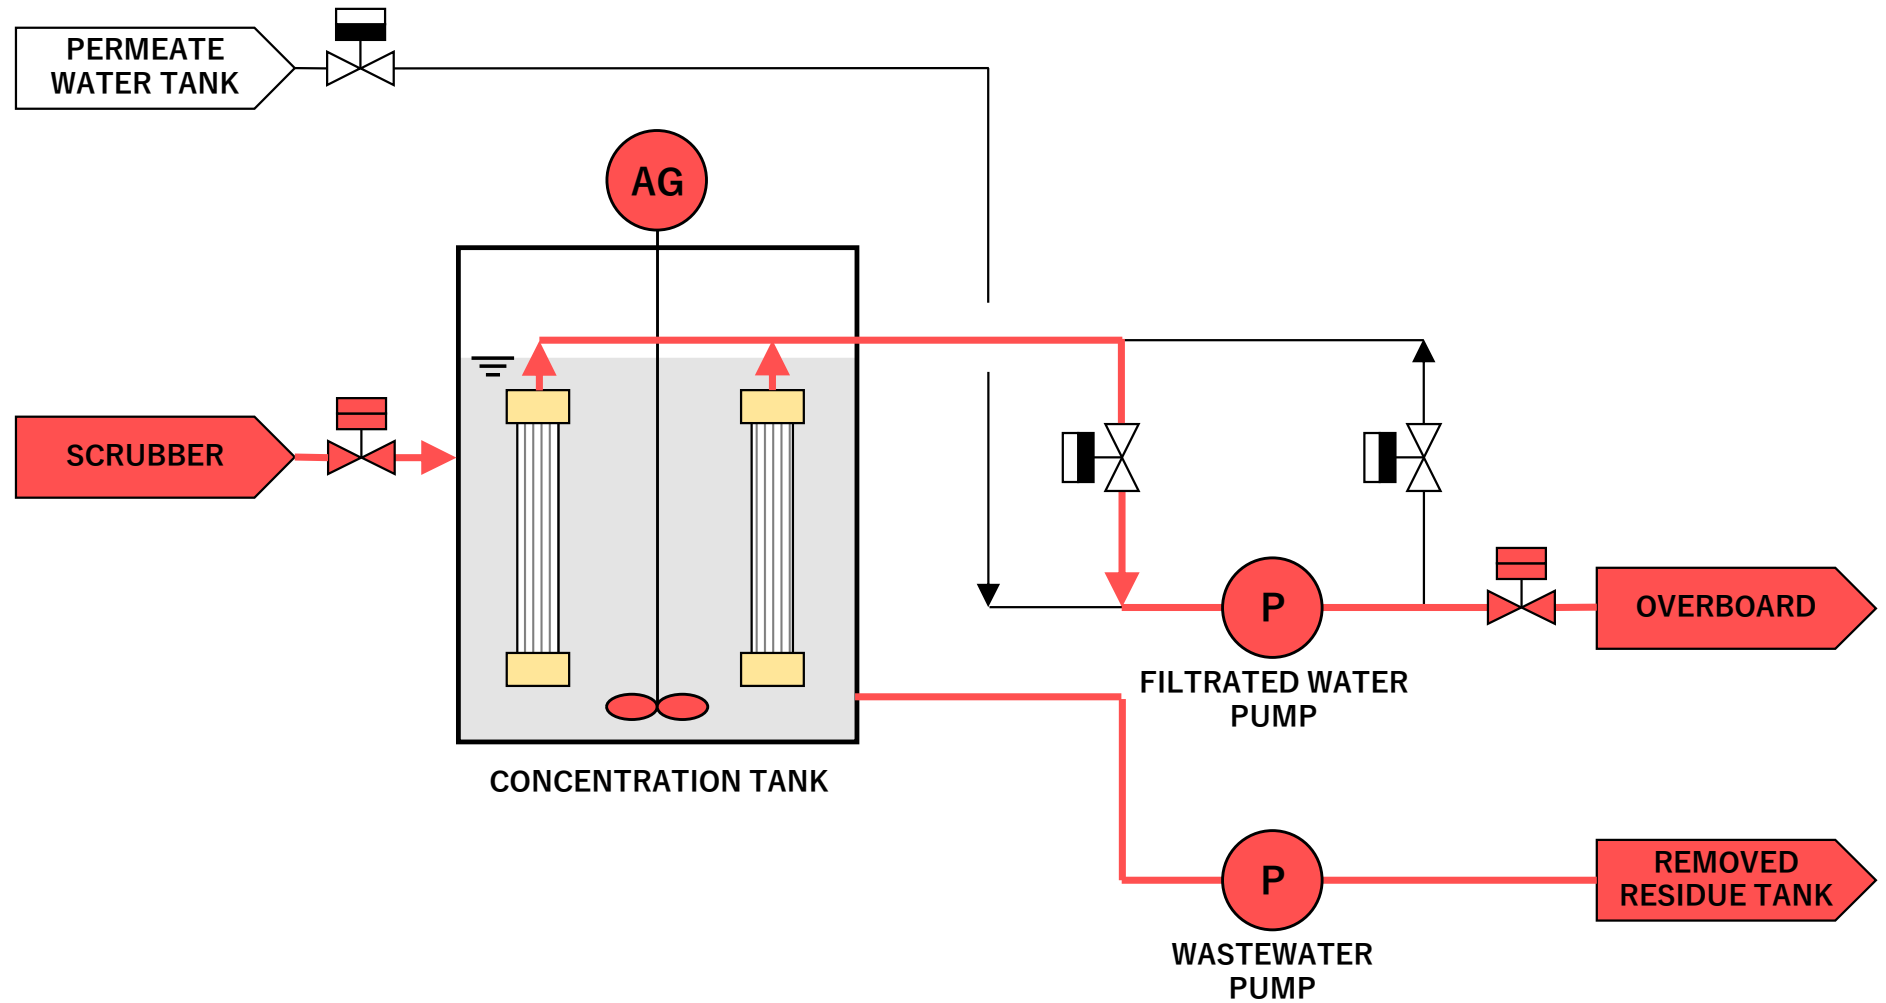 PERMEATE
WATER TANK
AG
SCRUBBER
P
OVERBOARD
FILTRATED WATER
PUMP
CONCENTRATION TANK
P
REMOVED
RESIDUE TANK
WASTEWATER
PUMP